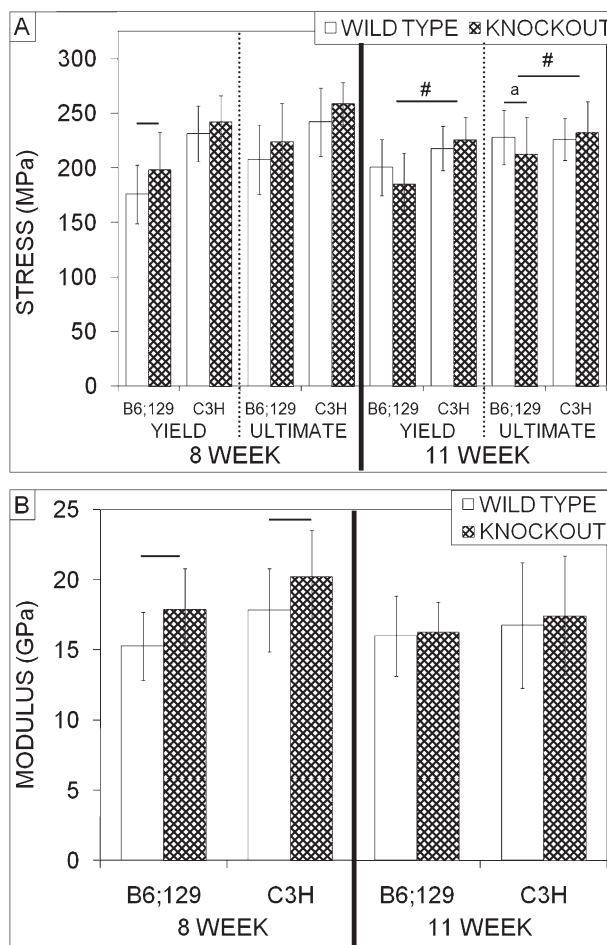 A
WILD TYPE KNOCKOUT
300
250
200
150
100
50
0
STRESS (MPa)
# # a
B6;129 C3H B6;129 C3H B6;129 C3H B6;129 C3H
YIELD ULTIMATE YIELD ULTIMATE
8 WEEK 11 WEEK
B
WILD TYPE
KNOCKOUT
25
20
15
10
5
0
MODULUS (GPa)
B6;129 C3H B6;129 C3H
8 WEEK 11 WEEK